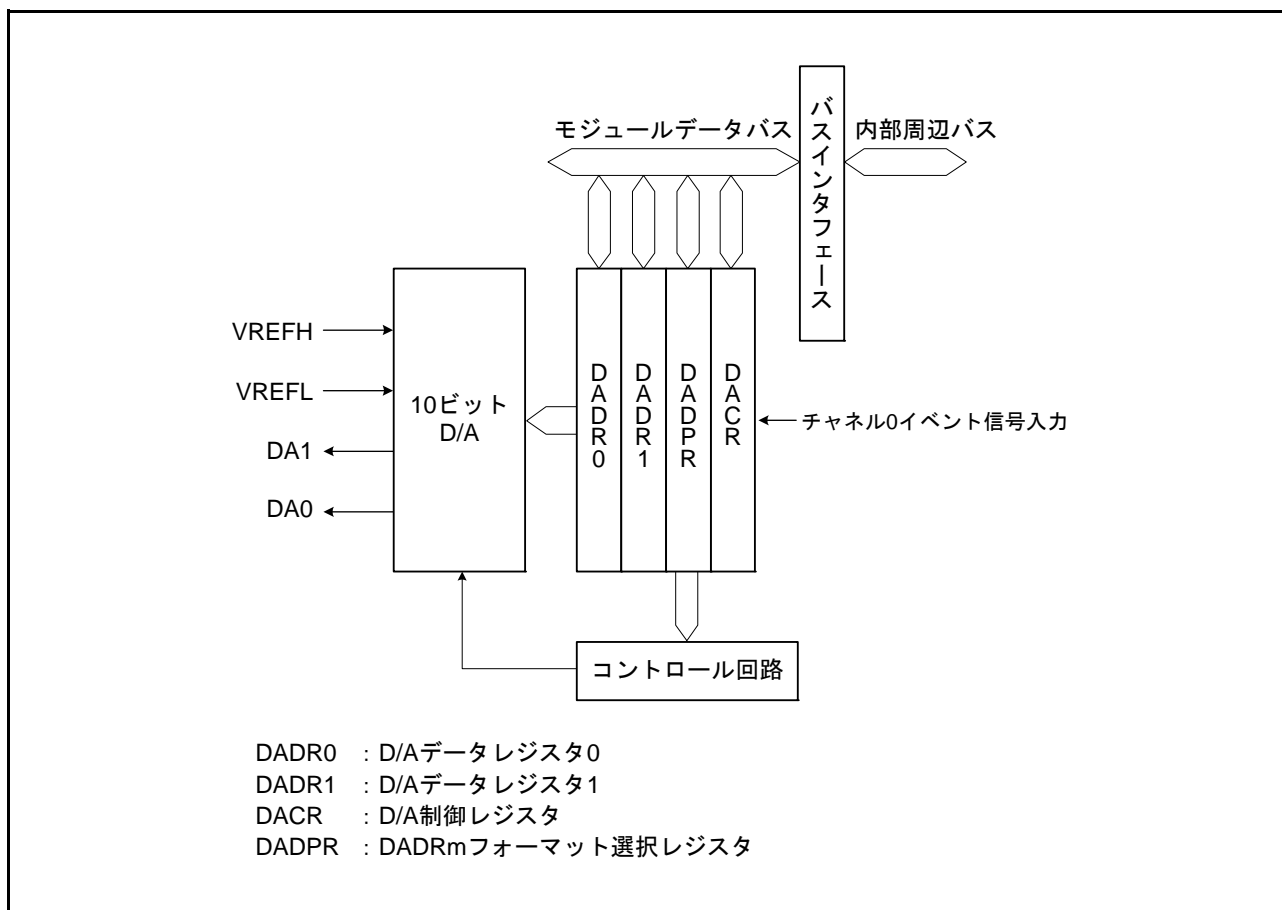 モジュールデータバス
バスインタフェース
内部周辺バス
VREFH
VREFL
DA1
DA0
10ビット
D/A
DADR0
DADR1
DADPR
DACR
チャネル0イベント信号入力
コントロール回路
DADR0 : D/Aデータレジスタ0
DADR1 : D/Aデータレジスタ1
DACR : D/A制御レジスタ
DADPR : DADRmフォーマット選択レジスタ